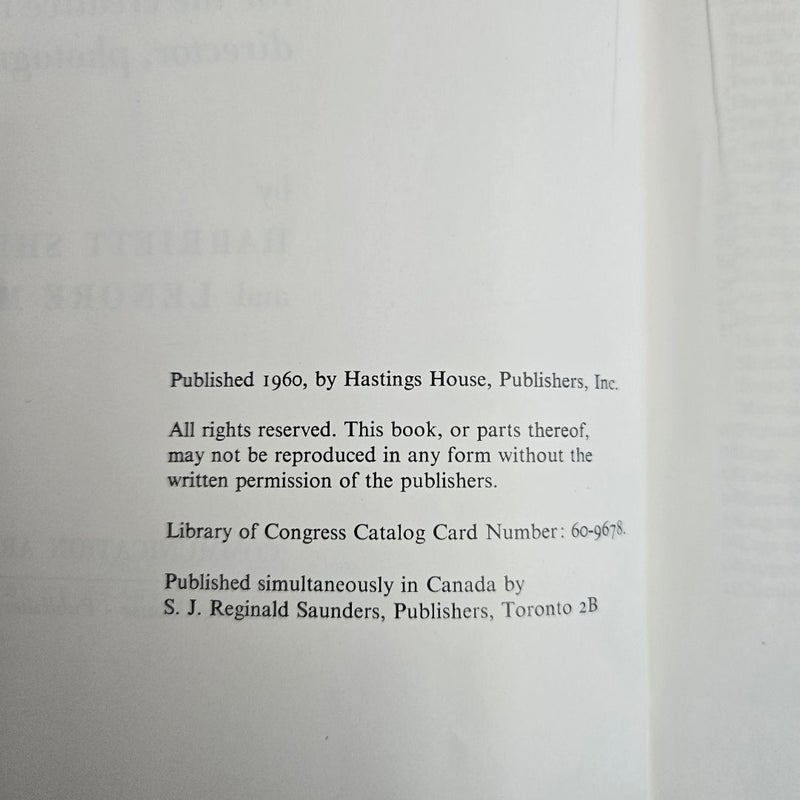 Published 1960, by Hastings House, Publishers, Inc.
All rights reserved. This book, or parts thereof,
may not be reproduced in any form without the
written permission of the publishers.
Library of Congress Catalog Card Number: 60-9678.
Published simultaneously in Canada by
S. J. Reginald Saunders, Publishers, Toronto 2B